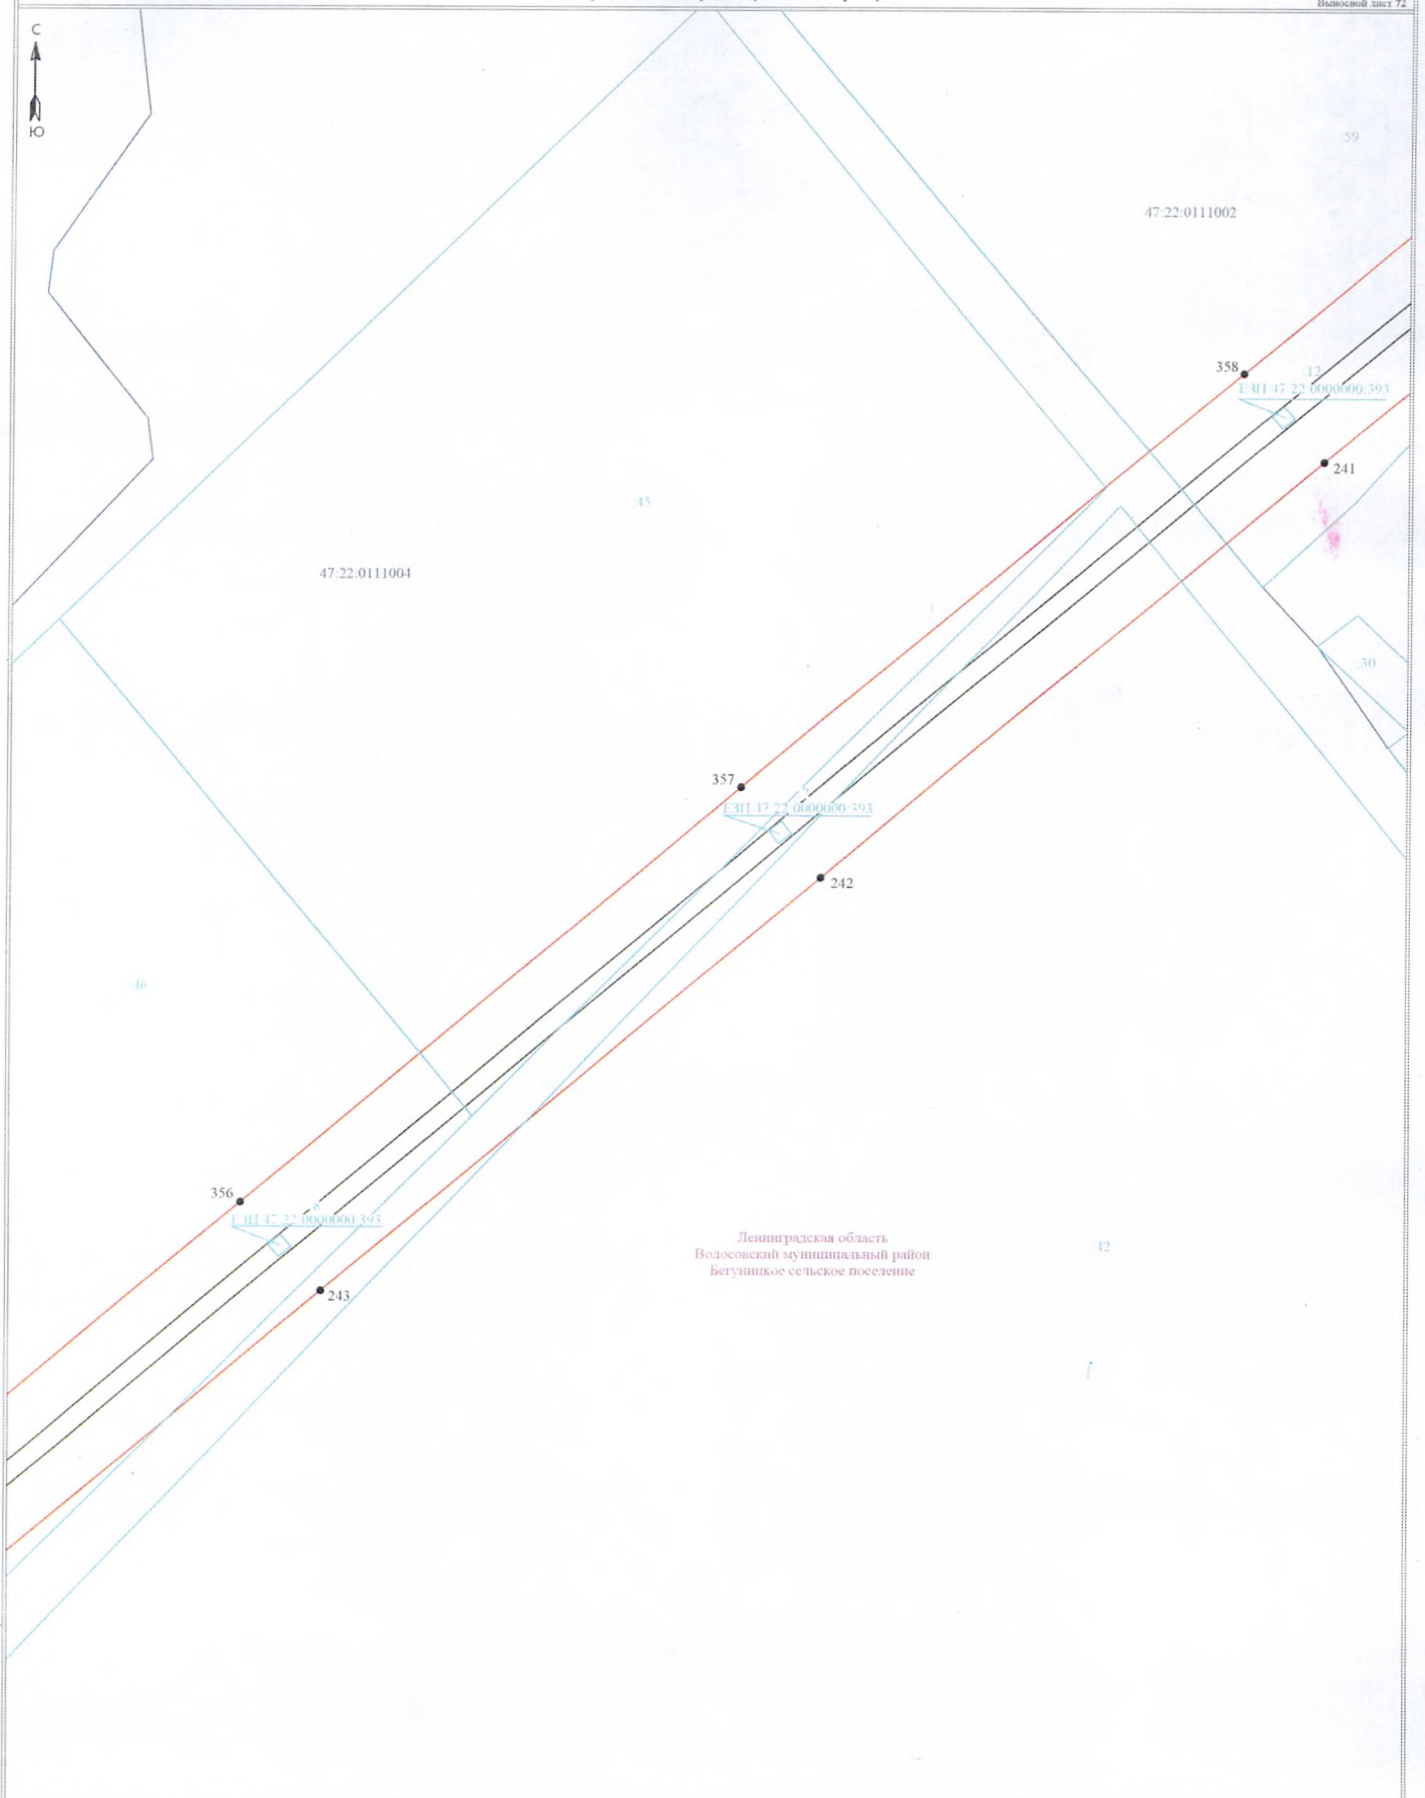 Выносной лист 72
С
Ю
:59
47:22:0111002
358
:12
ЕЗП 47:22:0000000:393
241
:45
47:22:0111004
:30
357
:5
ЕЗП 47:22:0000000:393
242
:46
356
:6
ЕЗП 47:22:0000000:393
243
Ленинградская область
Волосовский муниципальный район
Бегуницкое сельское поселение
:42